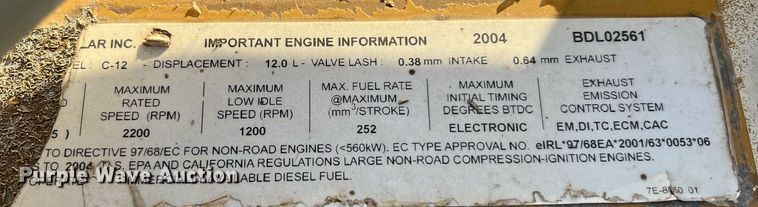 LAR INC. IMPORTANT ENGINE INFORMATION 2004 BDL02561
EL: C-12 - DISPLACEMENT: 12.0 L - VALVE LASH: 0.38 mm INTAKE 0.64 mm EXHAUST
MAXIMUM RATED SPEED (RPM) MAXIMUM LOW IDLE SPEED (RPM) MAX. FUEL RATE @MAXIMUM (mm³/STROKE) MAXIMUM INITIAL TIMING DEGREES BTDC EXHAUST EMISSION CONTROL SYSTEM
5) 2200 1200 252 ELECTRONIC EM,DI,TC,ECM,CAC
TO DIRECTIVE 97/68/EC FOR NON-ROAD ENGINES (<560kW). EC TYPE APPROVAL NO. eIRL*97/68EA*2001/63*0053*06
TO 2004 U.S. EPA AND CALIFORNIA REGULATIONS LARGE NON-ROAD COMPRESSION-IGNITION ENGINES.
DIESEL FUEL.
7E-8650 01
Purple Wave Auction